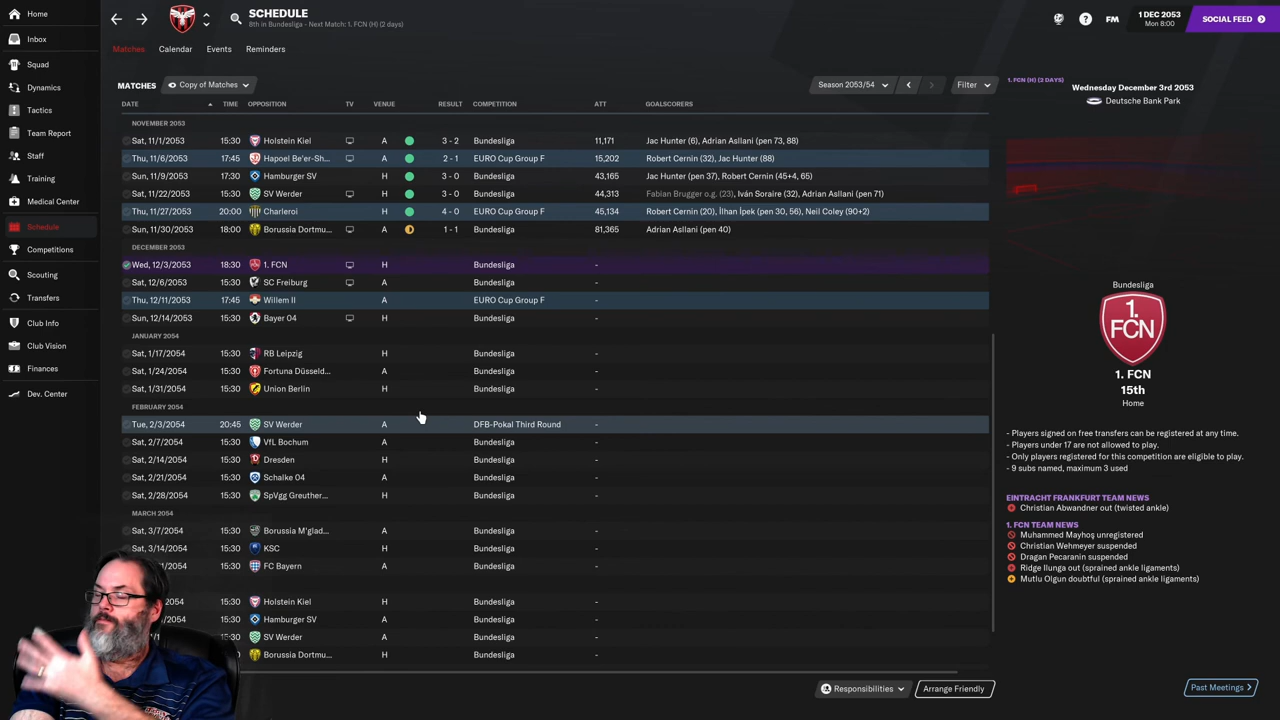 Home
Inbox
Squad
Dynamics
Tactics
Team Report
Staff
Training
Medical Center
Schedule
Competitions
Scouting
Transfers
Club Info
Club Vision
Finances
Dev. Center
SCHEDULE
8th in Bundesliga - Next Match: 1. FCN (H) (2 days)
? FM 1 DEC 2053
Mon 8:00
SOCIAL FEED
Matches Calendar Events Reminders
MATCHES Copy of Matches Season 2053/54 Filter
DATE TIME OPPOSITION TV VENUE RESULT COMPETITION ATT GOALSCORERS
NOVEMBER 2053
Sat, 11/1/2053 15:30 Holstein Kiel A 3 - 2 Bundesliga 11,171 Jac Hunter (6), Adrian Asllani (pen 73, 88)
Thu, 11/6/2053 17:45 Hapoel Be'er-Sh... A 2 - 1 EURO Cup Group F 15,202 Robert Cernin (32), Jac Hunter (88)
Sun, 11/9/2053 17:30 Hamburger SV H 3 - 0 Bundesliga 43,165 Jac Hunter (pen 37), Robert Cernin (45+4, 65)
Sat, 11/22/2053 15:30 SV Werder H 3 - 0 Bundesliga 44,313 Fabian Brugger o.g. (23), Iván Soraire (32), Adrian Asllani (pen 71)
Thu, 11/27/2053 20:00 Charleroi H 4 - 0 EURO Cup Group F 45,134 Robert Cernin (20), İlhan İpek (pen 30, 56), Neil Coley (90+2)
Sun, 11/30/2053 18:00 Borussia Dortmu... A 1 - 1 Bundesliga 81,365 Adrian Asllani (pen 40)
DECEMBER 2053
Wed, 12/3/2053 18:30 1. FCN H Bundesliga -
Sat, 12/6/2053 15:30 SC Freiburg A Bundesliga -
Thu, 12/11/2053 17:45 Willem II A EURO Cup Group F -
Sun, 12/14/2053 15:30 Bayer 04 H Bundesliga -
JANUARY 2054
Sat, 1/17/2054 15:30 RB Leipzig H Bundesliga -
Sat, 1/24/2054 15:30 Fortuna Düsseld... A Bundesliga -
Sat, 1/31/2054 15:30 Union Berlin H Bundesliga -
FEBRUARY 2054
Tue, 2/3/2054 20:45 SV Werder A DFB-Pokal Third Round -
Sat, 2/7/2054 15:30 VfL Bochum A Bundesliga -
Sat, 2/14/2054 15:30 Dresden H Bundesliga -
Sat, 2/21/2054 15:30 Schalke 04 A Bundesliga -
Sat, 2/28/2054 15:30 SpVgg Greuther... H Bundesliga -
MARCH 2054
Sat, 3/7/2054 15:30 Borussia M'glad... A Bundesliga -
Sat, 3/14/2054 15:30 KSC H Bundesliga -
/2054 15:30 FC Bayern A Bundesliga -
2054 15:30 Holstein Kiel H Bundesliga -
2054 15:30 Hamburger SV A Bundesliga -
2054 15:30 SV Werder A Bundesliga -
15:30 Borussia Dortmu... H Bundesliga -
Responsibilities Arrange Friendly
1. FCN (H) (2 DAYS)
Wednesday December 3rd 2053
Deutsche Bank Park
Bundesliga
1.
FCN
1. FCN
15th
Home
- Players signed on free transfers can be registered at any time.
- Players under 17 are not allowed to play.
- Only players registered for this competition are eligible to play.
- 9 subs named, maximum 3 used
EINTRACHT FRANKFURT TEAM NEWS
Christian Abwandner out (twisted ankle)
1. FCN TEAM NEWS
Muhammed Mayhoş unregistered
Christian Wehmeyer suspended
Dragan Pecaranin suspended
Ridge Ilunga out (sprained ankle ligaments)
Mutlu Olgun doubtful (sprained ankle ligaments)
Past Meetings